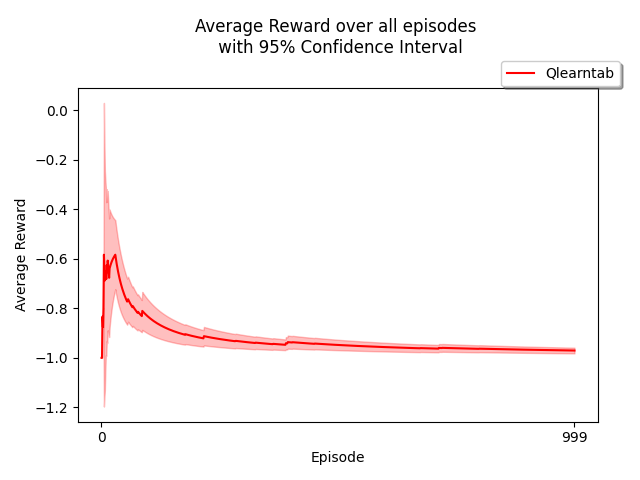 Average Reward over all episodes
with 95% Confidence Interval
Qlearntab
0.0
−0.2
−0.4
−0.6
−0.8
−1.0
−1.2
Average Reward
0
999
Episode